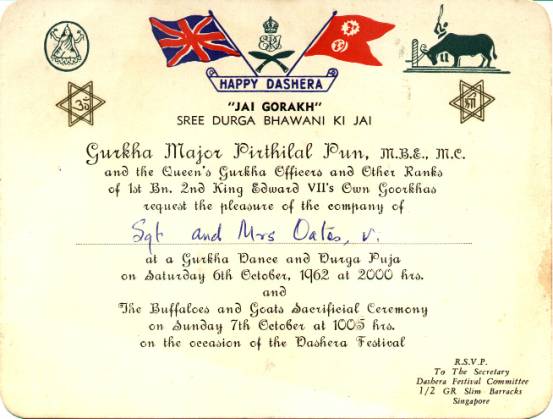 HAPPY DASHERA
"JAI GORAKH"
SREE DURGA BHAWANI KI JAI
ॐ
श्री
Gurkha Major Pirthilal Pun, M.B.E., M.C.
and the Queen's Gurkha Officers and Other Ranks
of 1st Bn. 2nd King Edward VII's Own Goorkhas
request the pleasure of the company of
Sgt and Mrs Oates, V.
at a Gurkha Dance and Durga Puja
on Saturday 6th October, 1962 at 2000 hrs.
and
The Buffaloes and Goats Sacrificial Ceremony
on Sunday 7th October at 1005 hrs.
on the occasion of the Dashera Festival
R.S.V.P.
To The Secretary
Dashera Festival Committee
1/2 GR Slim Barracks
Singapore